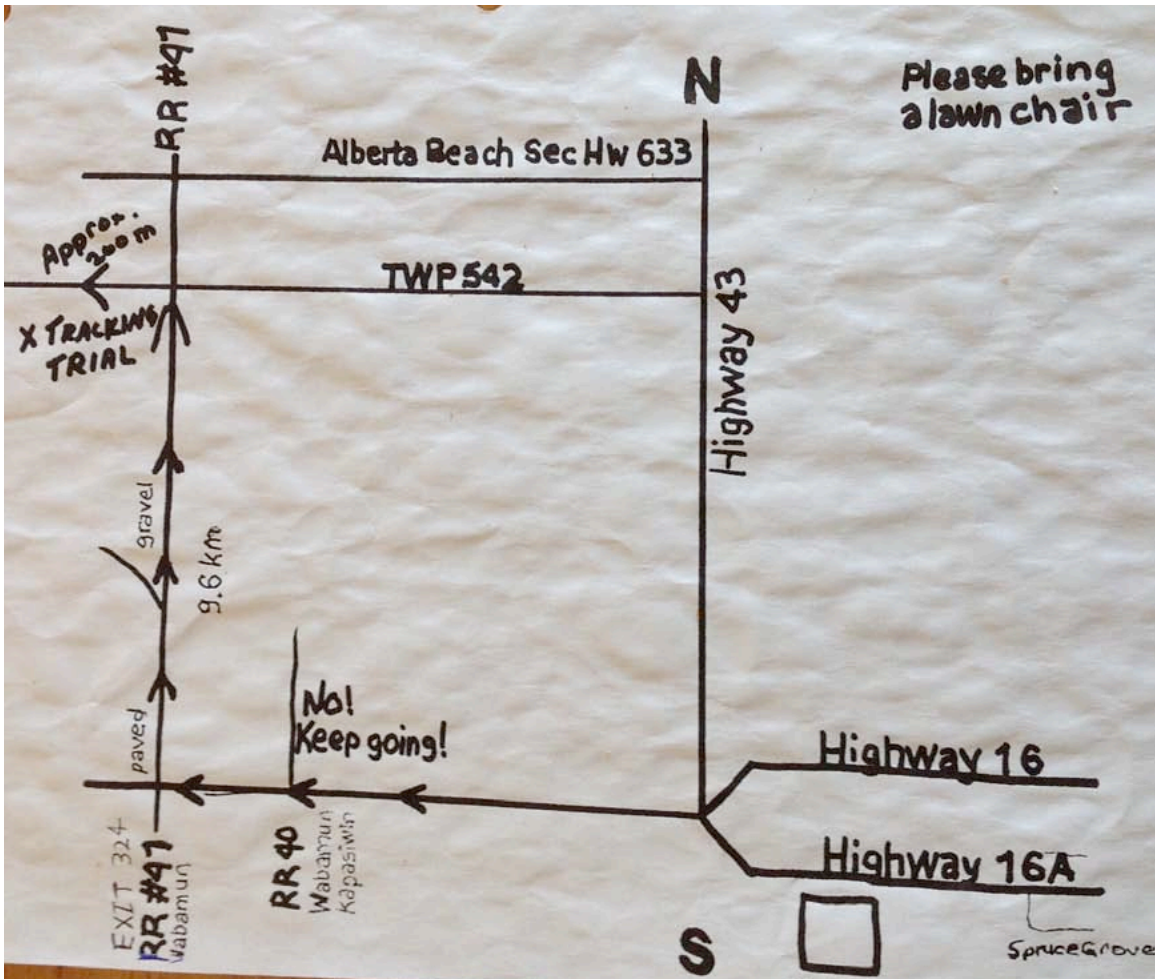 RR #41
N
Please bring
a lawn chair
Alberta Beach Sec Hw 633
Approx.
200 m
TWP 542
X TRACKING
TRIAL
Highway 43
gravel
9.6 km
paved
No!
Keep going!
Highway 16
Highway 16A
EXIT 324
RR #41
Wabamun
RR 40
Wabamun
Kapasiwin
S
Spruce Grove